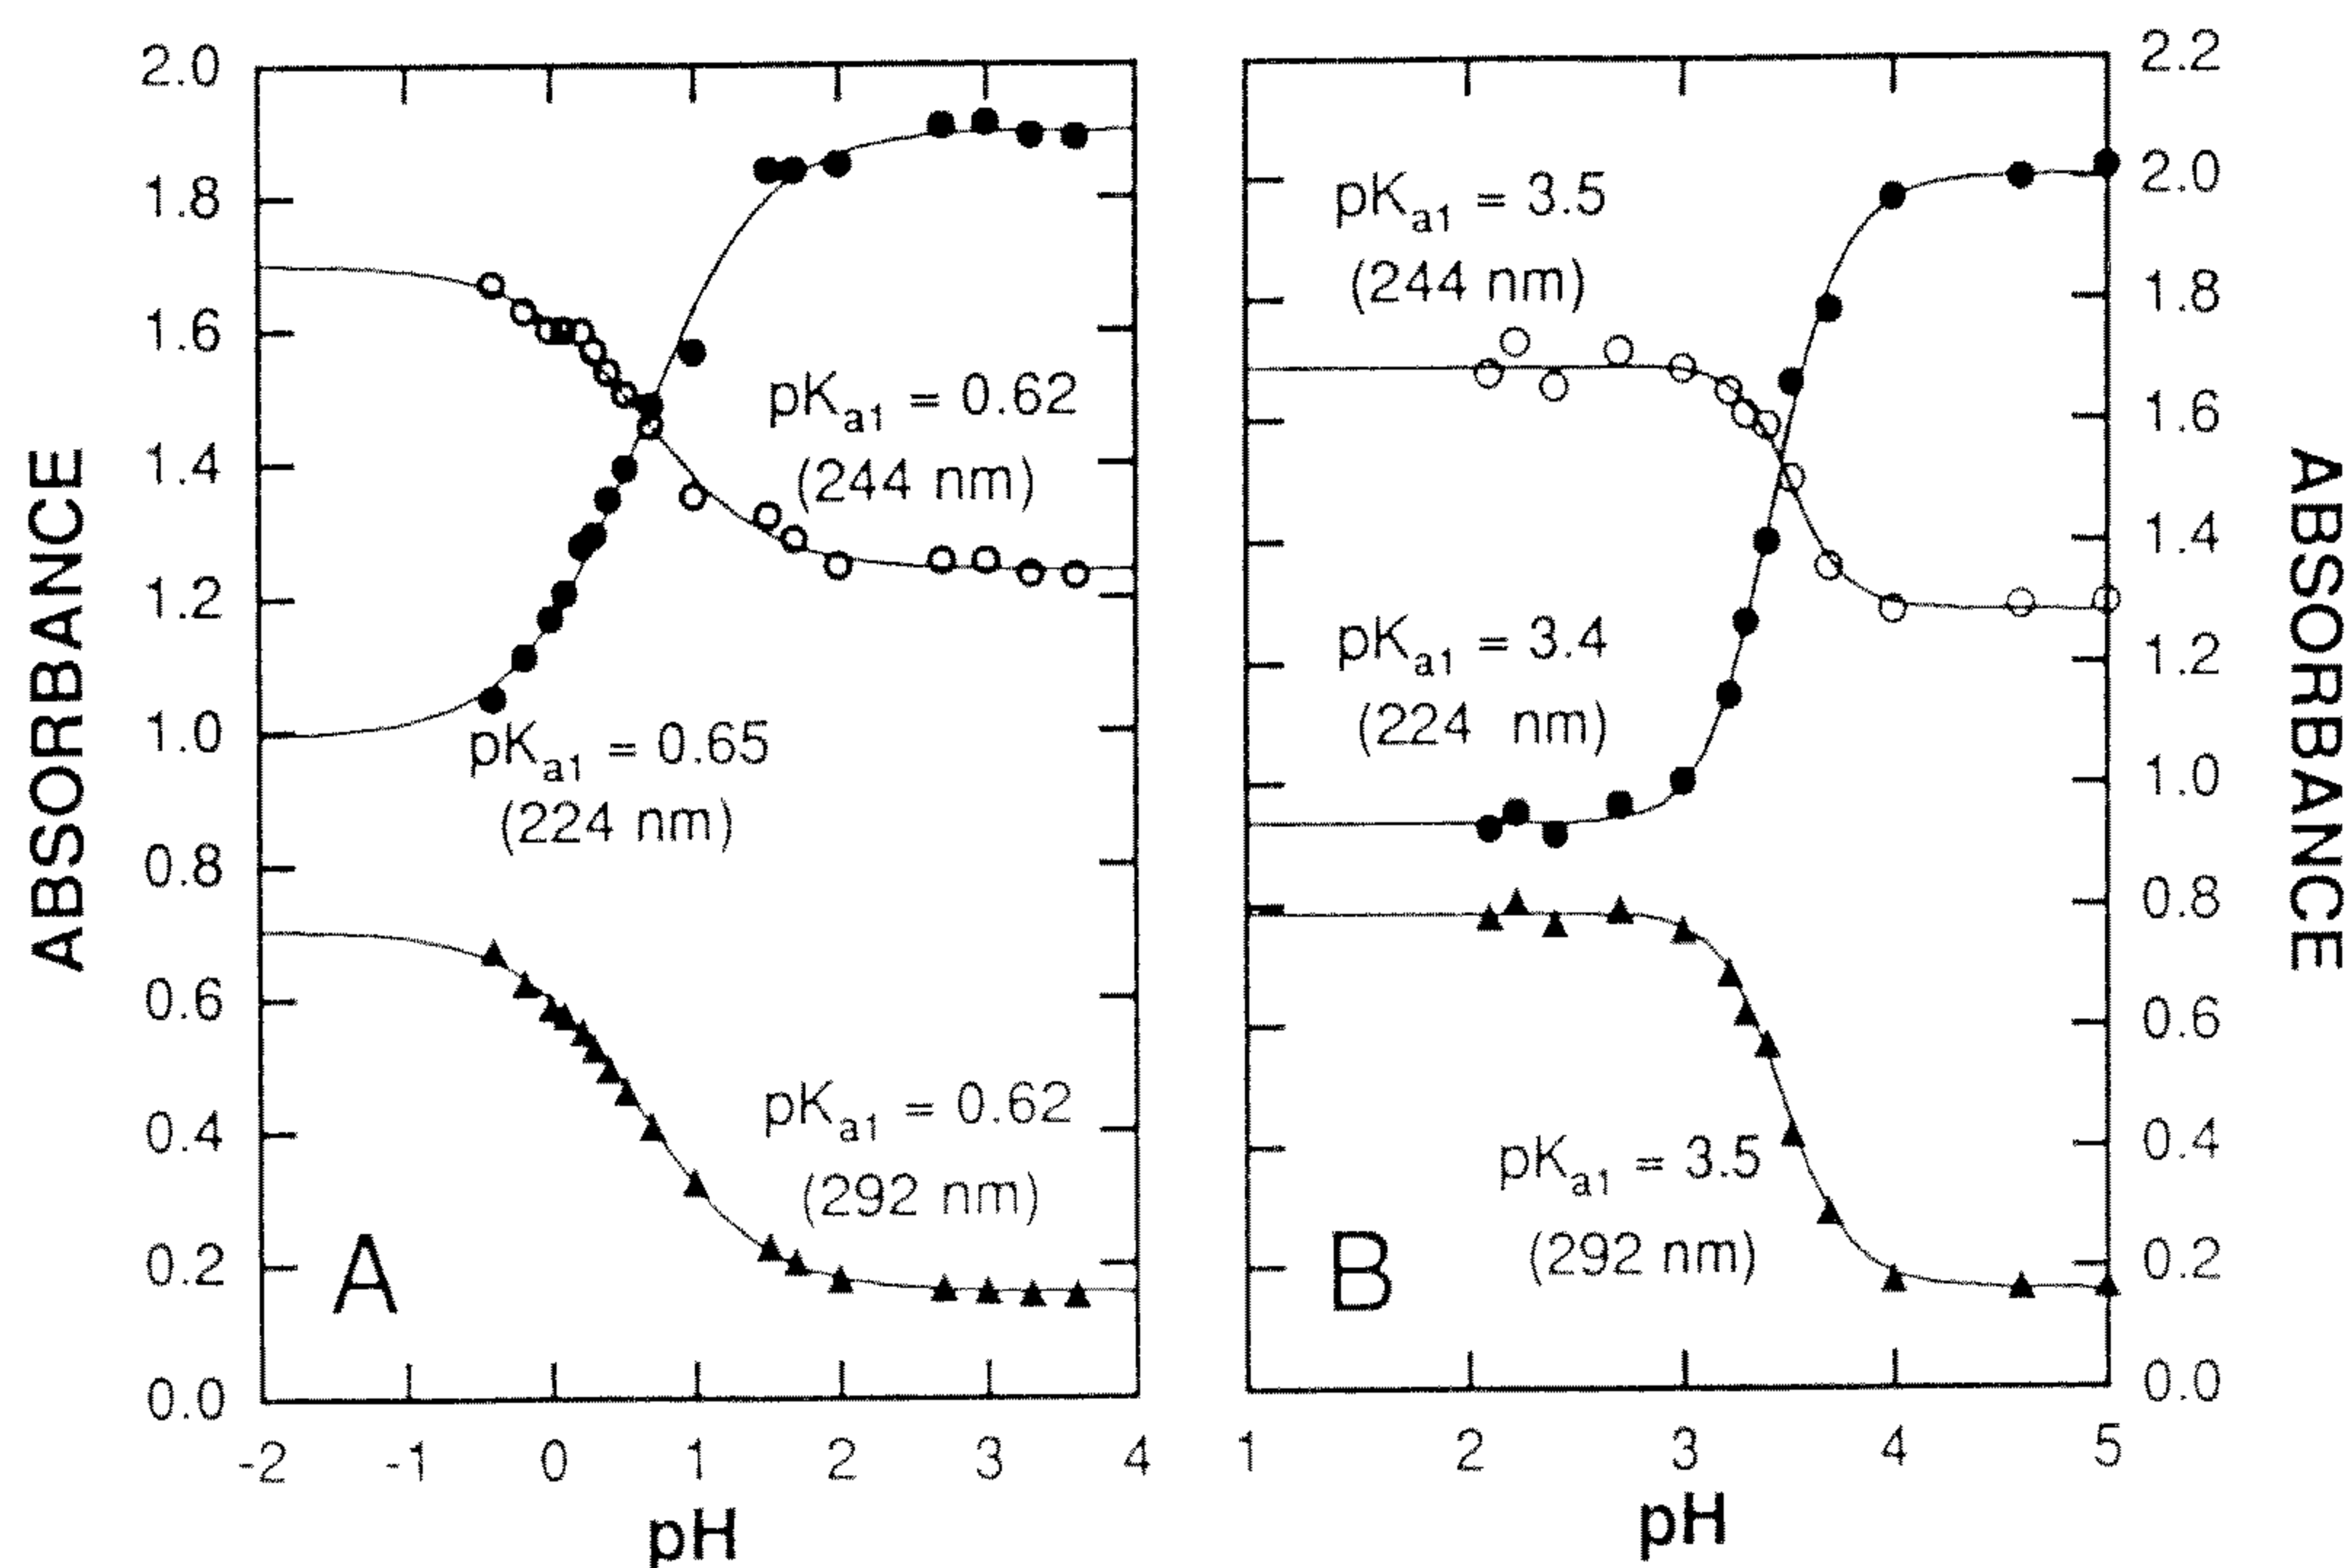 2.0
1.8
1.6
1.4
1.2
1.0
0.8
0.6
0.4
0.2
0.0
ABSORBANCE
pKa1 = 0.62
(244 nm)
pKa1 = 0.65
(224 nm)
pKa1 = 0.62
(292 nm)
A
-2 -1 0 1 2 3 4
pH
pKa1 = 3.5
(244 nm)
pKa1 = 3.4
(224 nm)
pKa1 = 3.5
(292 nm)
B
1 2 3 4 5
pH
2.2
2.0
1.8
1.6
1.4
1.2
1.0
0.8
0.6
0.4
0.2
0.0
ABSORBANCE